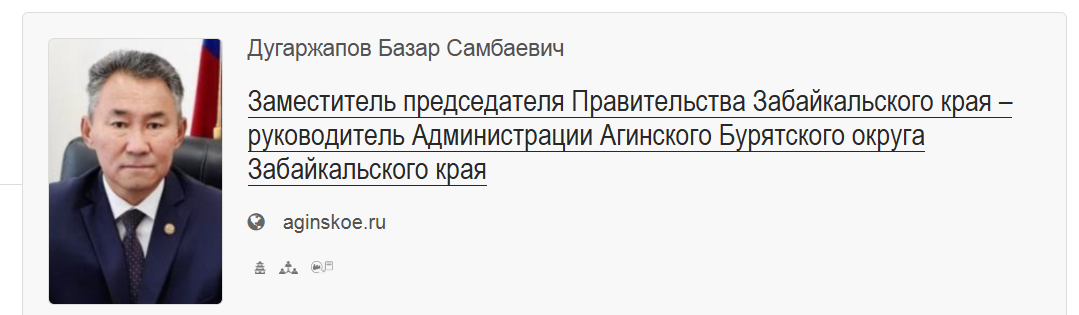 Дугаржапов Базар Самбаевич
Заместитель председателя Правительства Забайкальского края –
руководитель Администрации Агинского Бурятского округа
Забайкальского края
aginskoe.ru